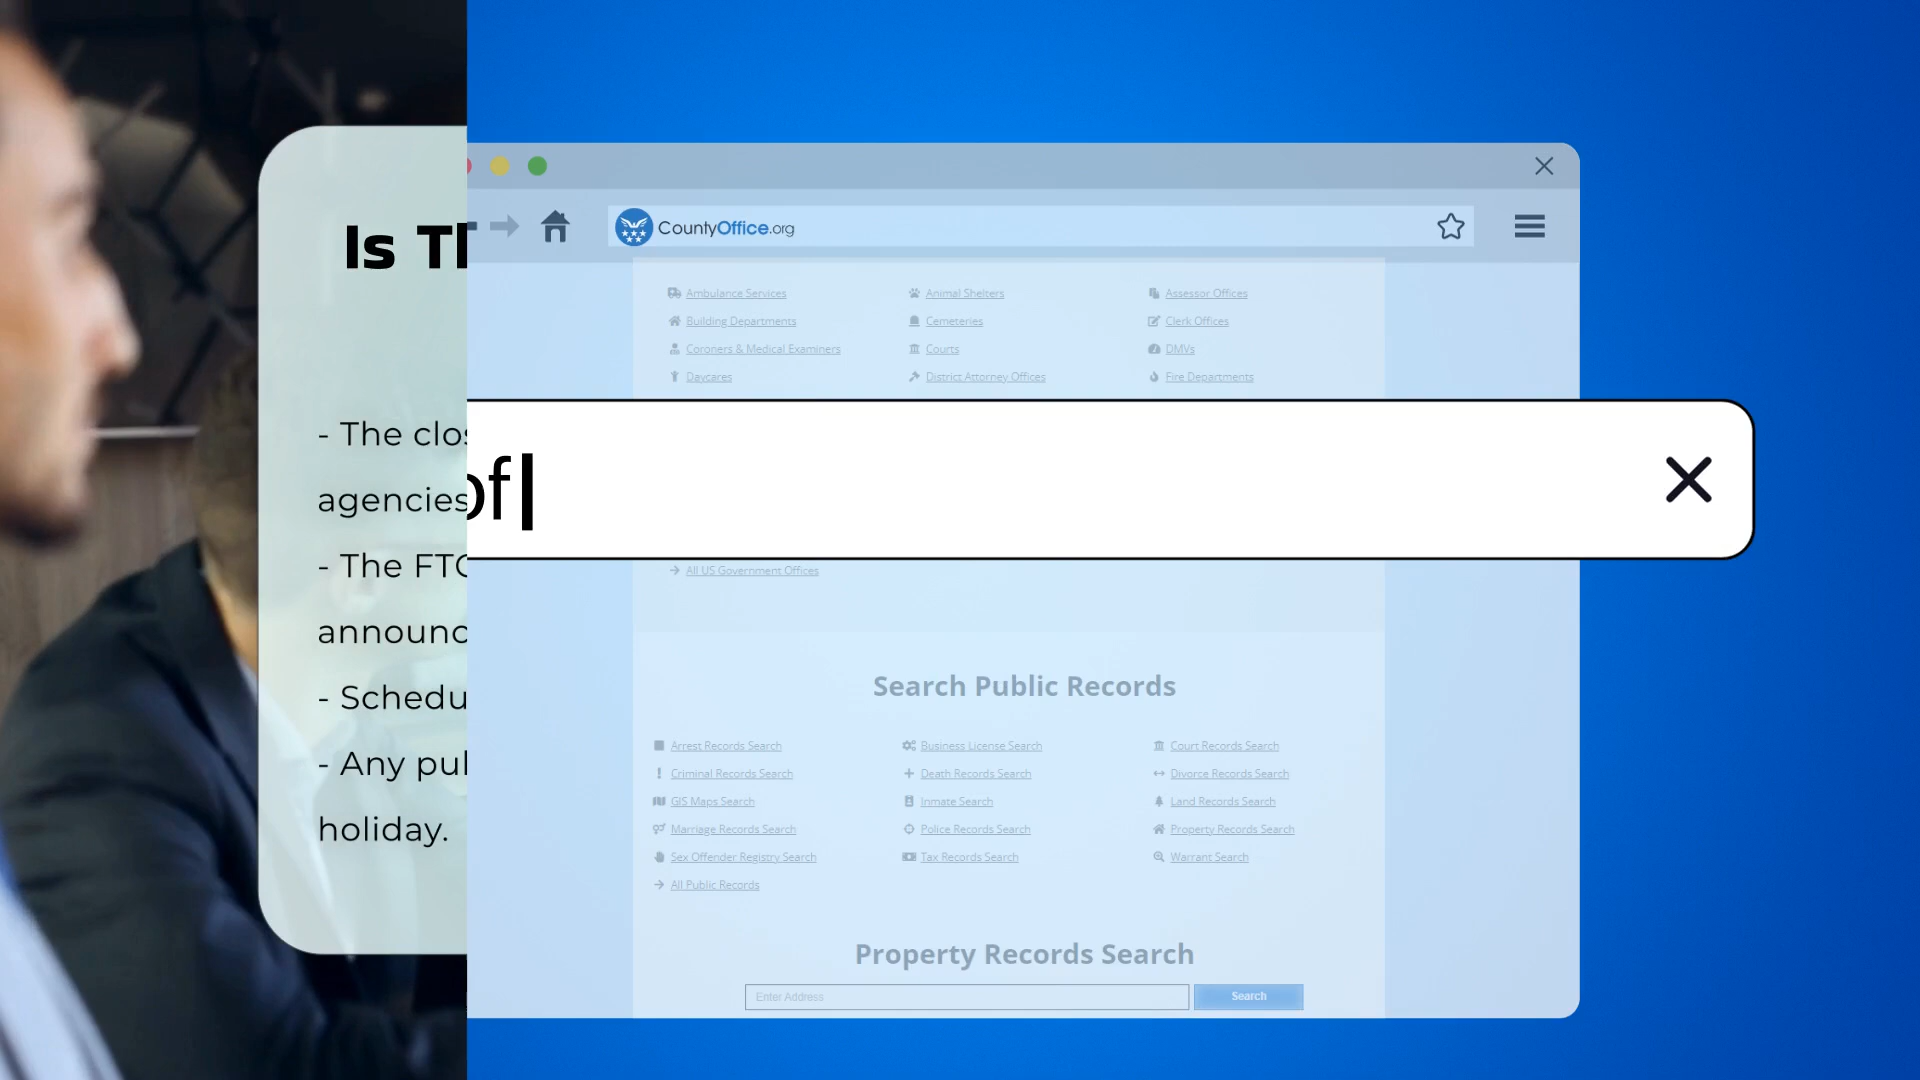 Is Th
- The clos
agencies
- The FTC
announc
- Schedu
- Any pul
holiday.
CountyOffice.org
Ambulance Services Animal Shelters Assessor Offices
Building Departments Cemeteries Clerk Offices
Coroners & Medical Examiners Courts DMVs
Daycares District Attorney Offices Fire Departments
of
All US Government Offices
Search Public Records
Arrest Records Search Business License Search Court Records Search
Criminal Records Search Death Records Search Divorce Records Search
GIS Maps Search Inmate Search Land Records Search
Marriage Records Search Police Records Search Property Records Search
Sex Offender Registry Search Tax Records Search Warrant Search
All Public Records
Property Records Search
Enter Address Search